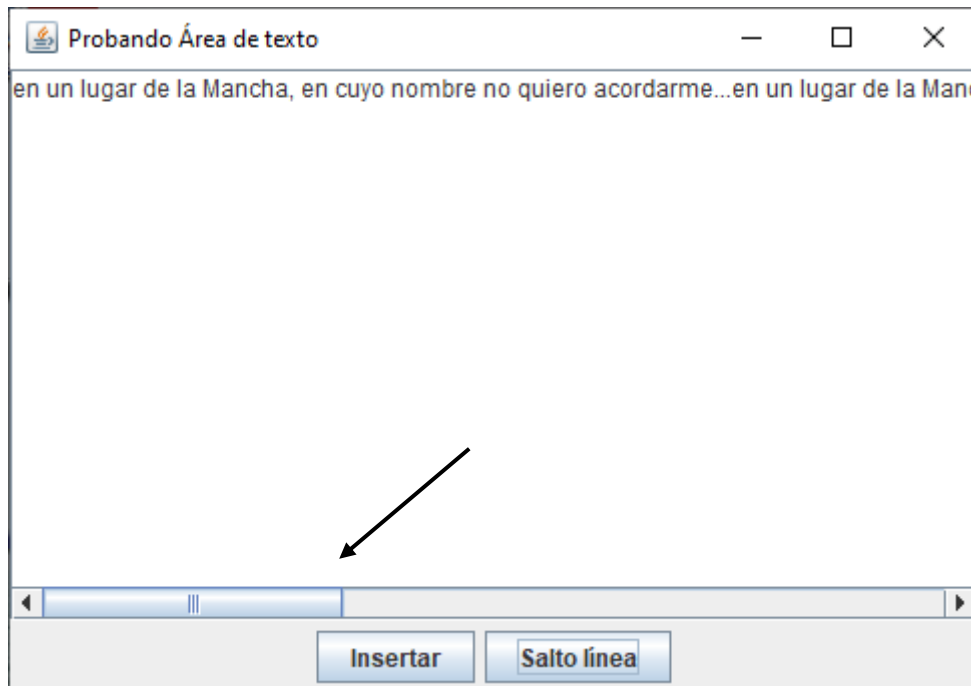 Probando Área de texto
en un lugar de la Mancha, en cuyo nombre no quiero acordarme...en un lugar de la Manc
Insertar
Salto línea